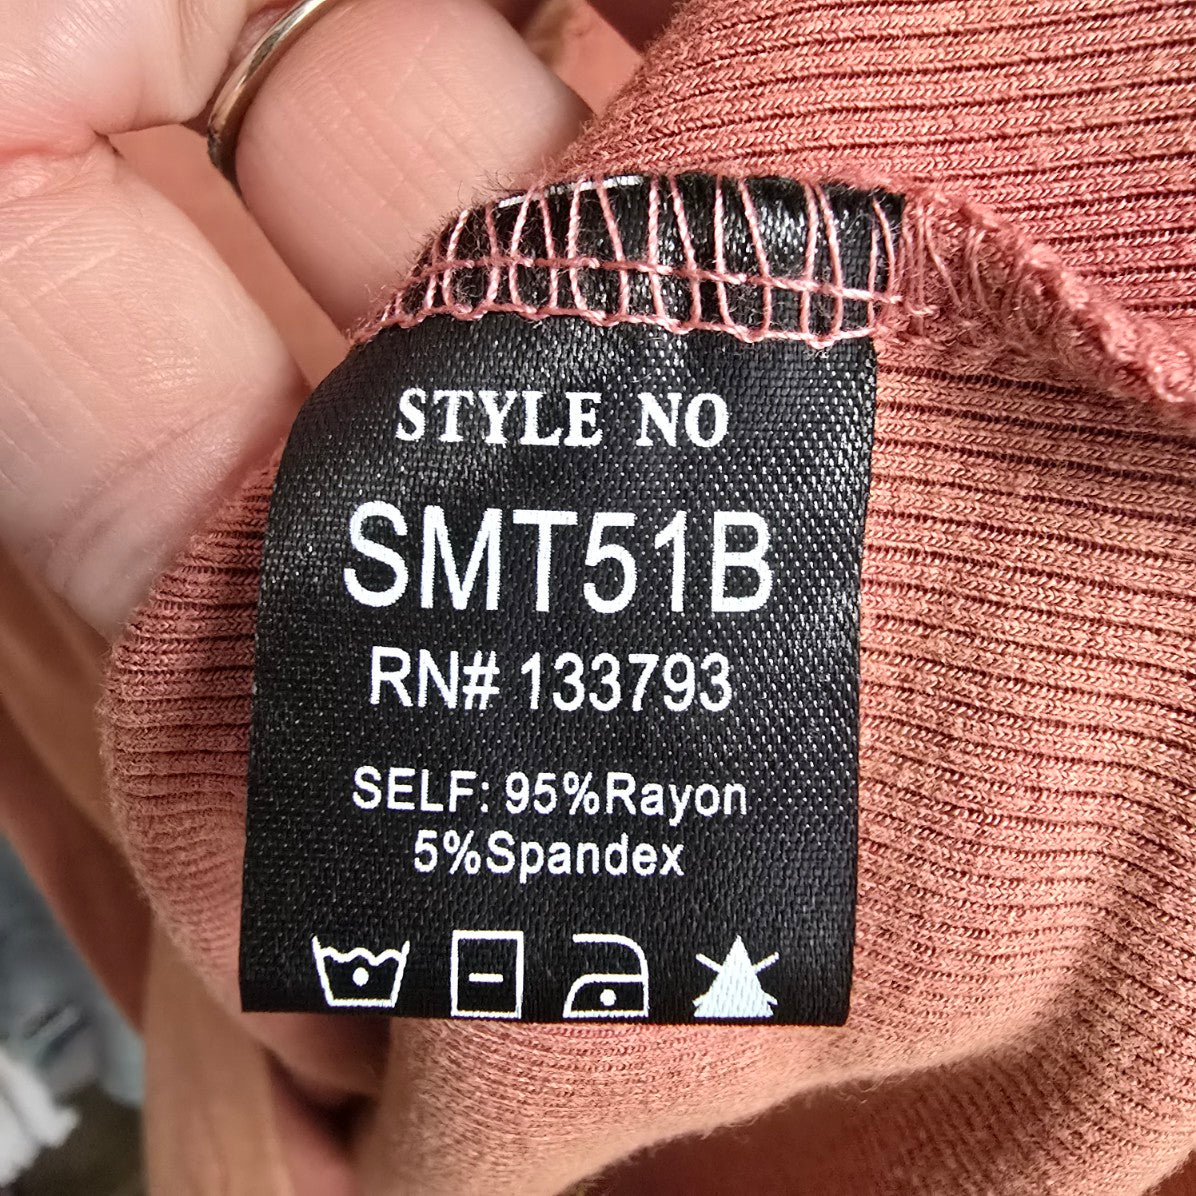 STYLE NO
SMT51B
RN# 133793
SELF: 95%Rayon
5%Spandex